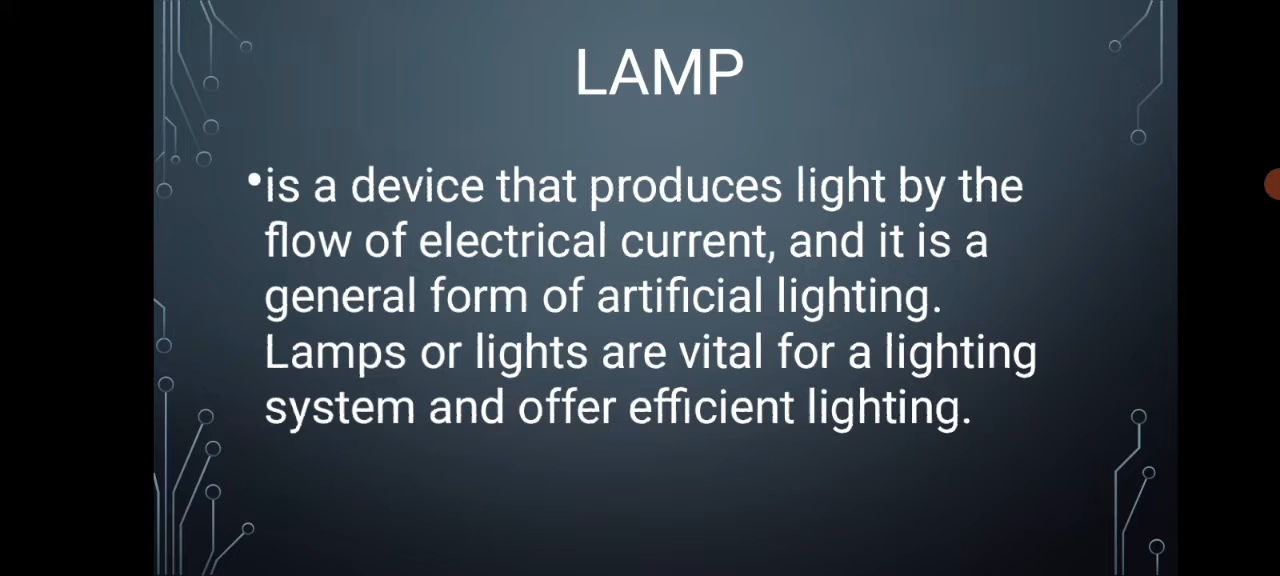 LAMP
•is a device that produces light by the
flow of electrical current, and it is a
general form of artificial lighting.
Lamps or lights are vital for a lighting
system and offer efficient lighting.